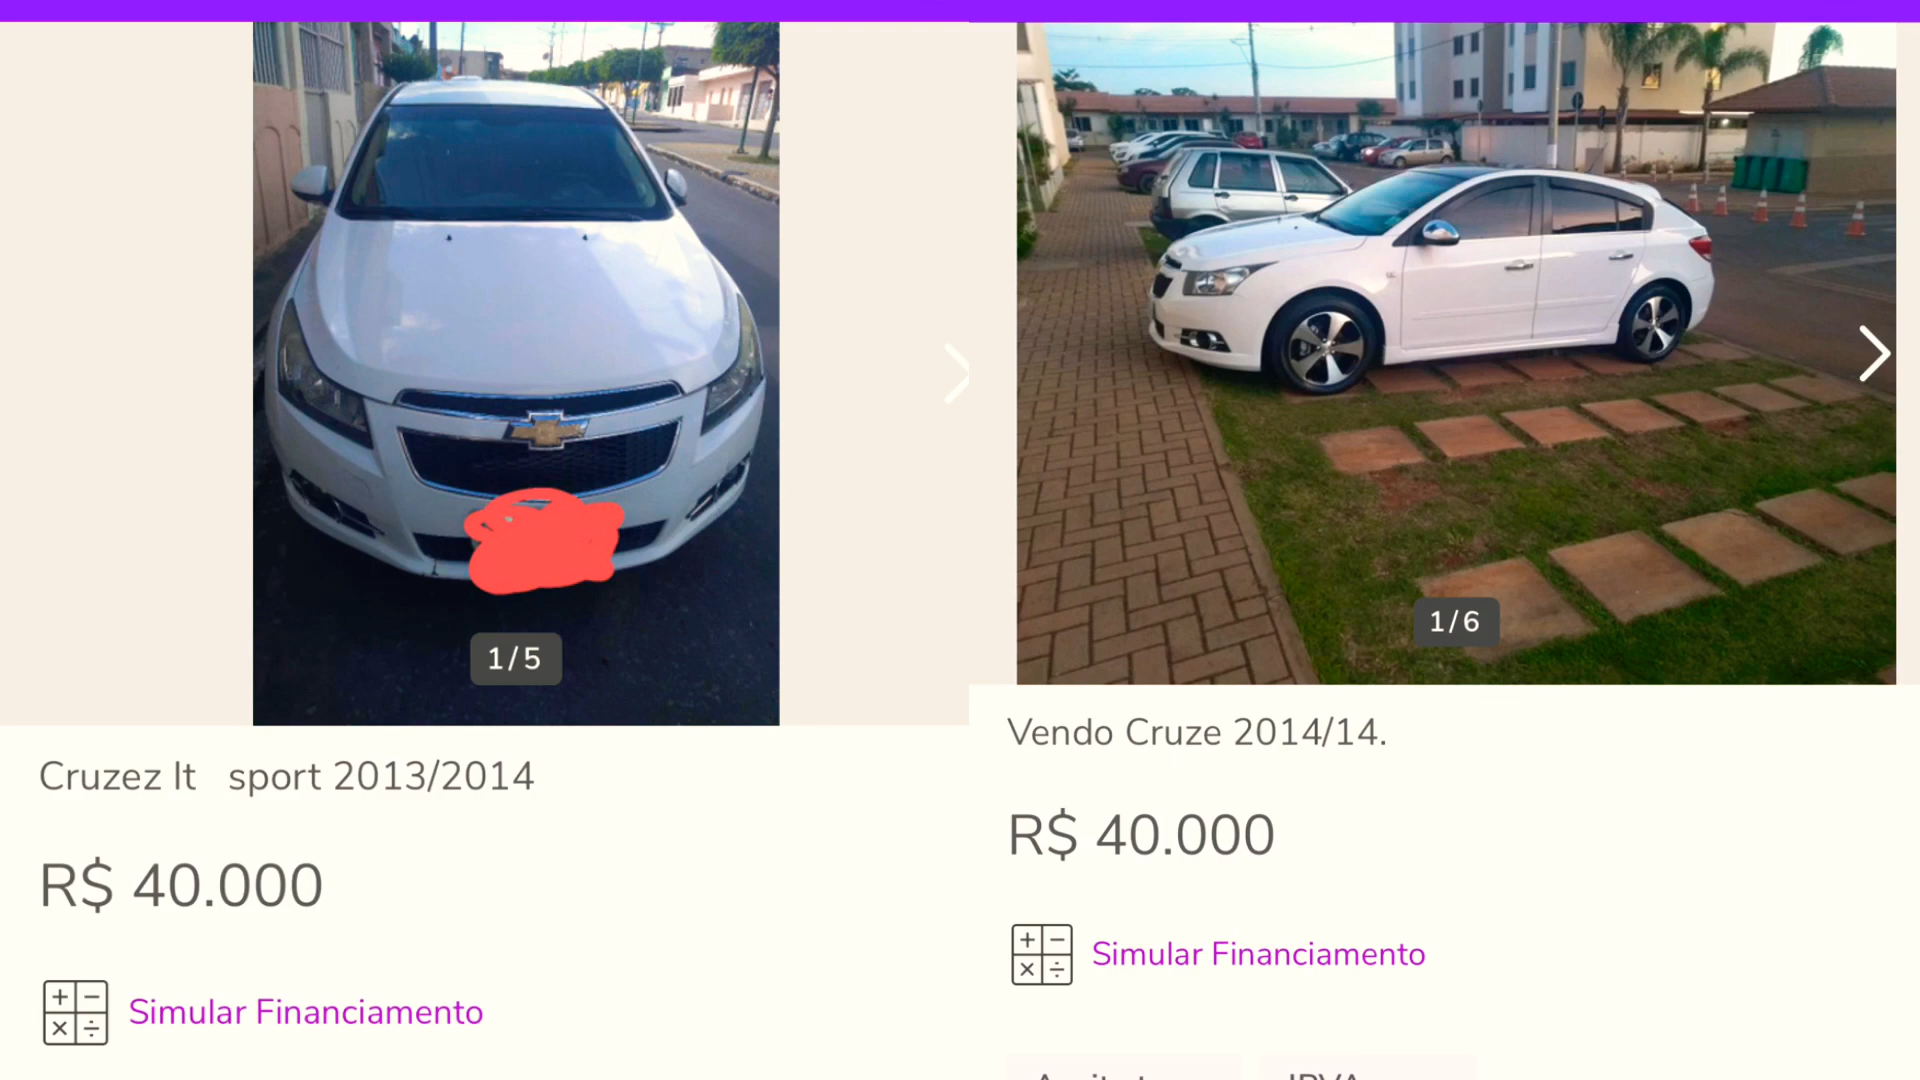 1/5
Cruzez lt sport 2013/2014
R$ 40.000
Simular Financiamento
1/6
Vendo Cruze 2014/14.
R$ 40.000
Simular Financiamento
IPVA